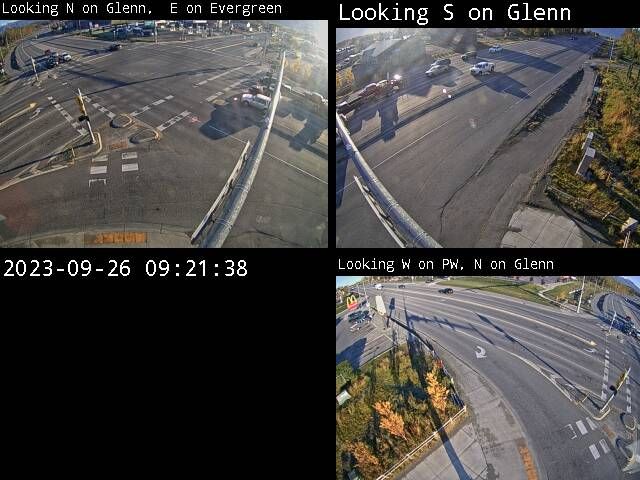 Looking N on Glenn,  E on Evergreen
Looking S on Glenn
2023-09-26 09:21:38
Looking W on PW, N on Glenn